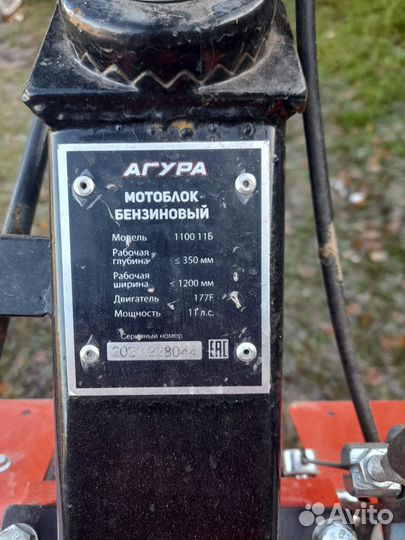 АГУРА
МОТОБЛОК
БЕНЗИНОВЫЙ
Модель 1100 11Б
Рабочая
глубина ≤ 350 мм
Рабочая
ширина ≤ 1200 мм
Двигатель 177F
Мощность 11 л.с.
Серийный номер
EAC
Avito